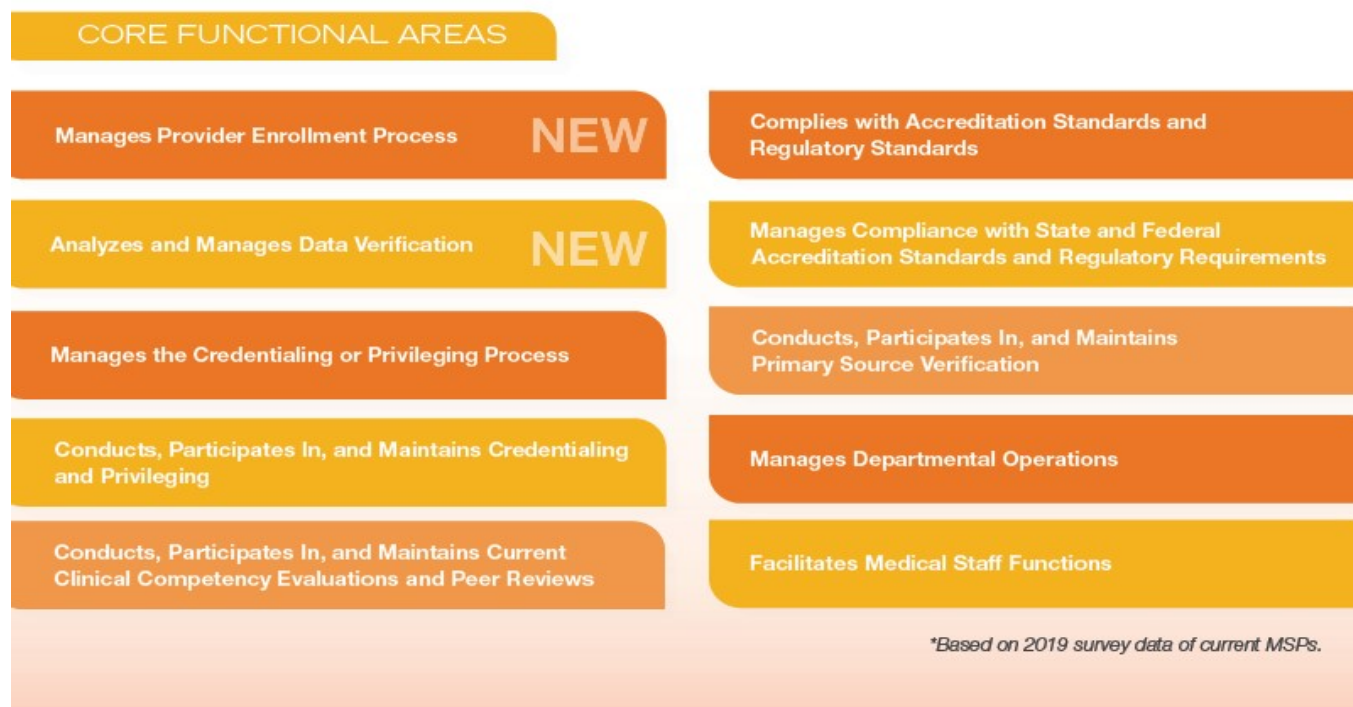 CORE FUNCTIONAL AREAS
Manages Provider Enrollment Process NEW
Analyzes and Manages Data Verification NEW
Manages the Credentialing or Privileging Process
Conducts, Participates In, and Maintains Credentialing
and Privileging
Conducts, Participates In, and Maintains Current
Clinical Competency Evaluations and Peer Reviews
Complies with Accreditation Standards and
Regulatory Standards
Manages Compliance with State and Federal
Accreditation Standards and Regulatory Requirements
Conducts, Participates In, and Maintains
Primary Source Verification
Manages Departmental Operations
Facilitates Medical Staff Functions
*Based on 2019 survey data of current MSPs.